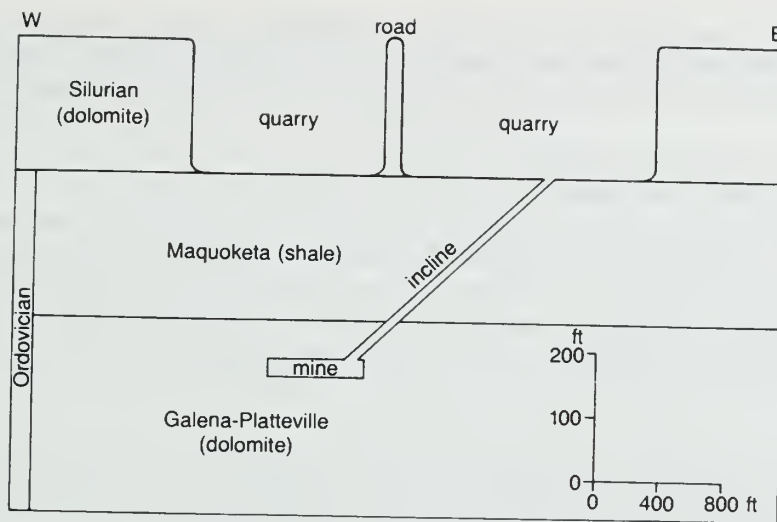 W
road
E
Silurian
(dolomite)
quarry
quarry
Maquoketa (shale)
incline
Ordovician
mine
Galena-Platteville
(dolomite)
ft
200
100
0
0 400 800 ft